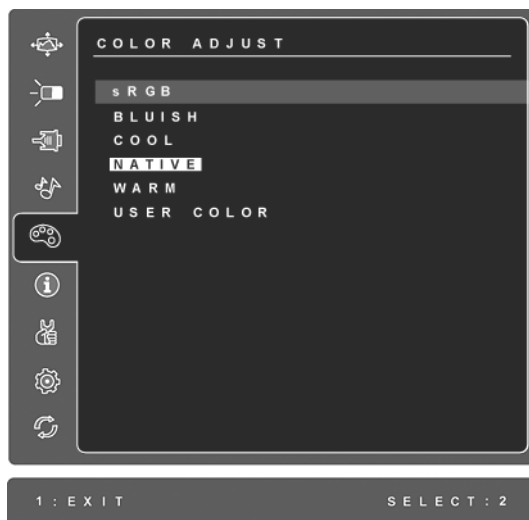 COLOR ADJUST
sRGB
BLUISH
COOL
NATIVE
WARM
USER COLOR
1:EXIT SELECT:2